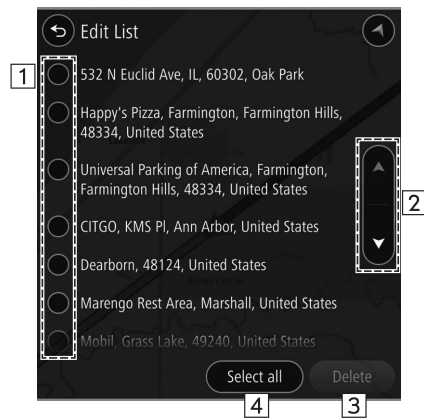 Edit List
1
532 N Euclid Ave, IL, 60302, Oak Park
Happy's Pizza, Farmington, Farmington Hills,
48334, United States
Lakeside
Universal Parking of America, Farmington,
Farmington Hills, 48334, United States
2
CITGO, KMS Pl, Ann Arbor, United States
Dearborn, 48124, United States
Marengo Rest Area, Marshall, United States
Mobil, Grass Lake, 49240, United States
Select all
Delete
4
3